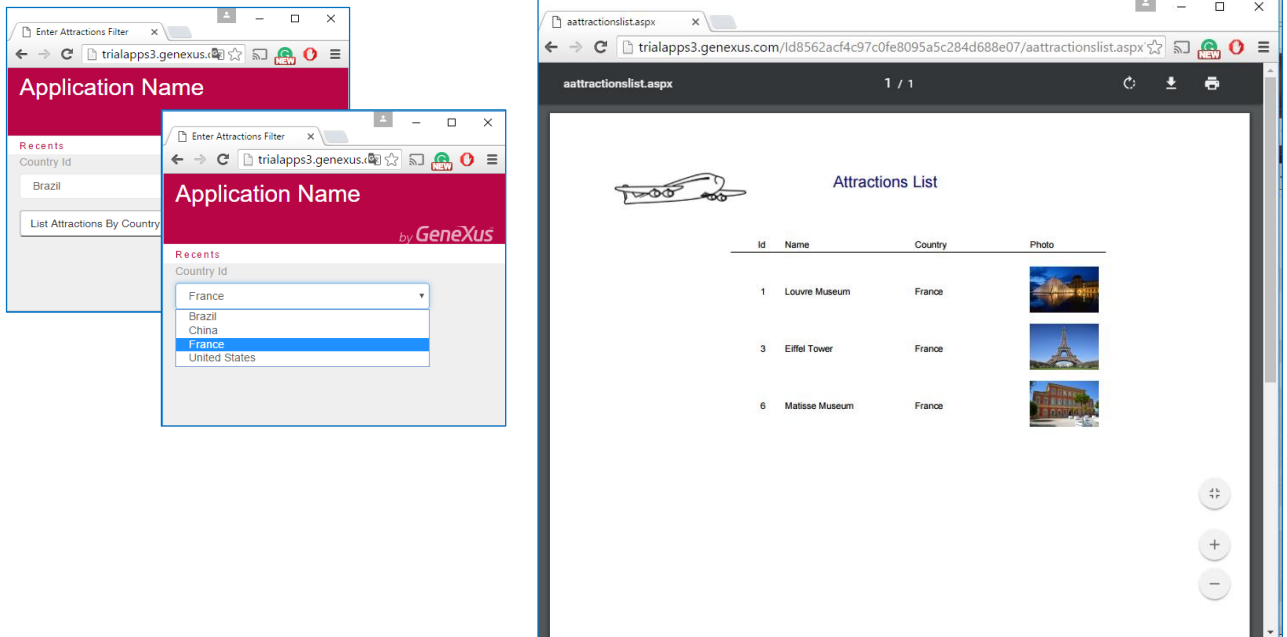 Enter Attractions Filter
trialapps3.genexus.c
NEW
Application Name
Recents
Country Id
Brazil
List Attractions By Country
Enter Attractions Filter
trialapps3.genexus.c
NEW
Application Name
by GeneXus
Recents
Country Id
France
Brazil
China
France
United States
aattractionslist.aspx
trialapps3.genexus.com/Id8562acf4c97c0fe8095a5c284d688e07/aattractionslist.aspx
NEW
aattractionslist.aspx 1 / 1
Attractions List
Id Name Country Photo
1 Louvre Museum France
3 Eiffel Tower France
6 Matisse Museum France